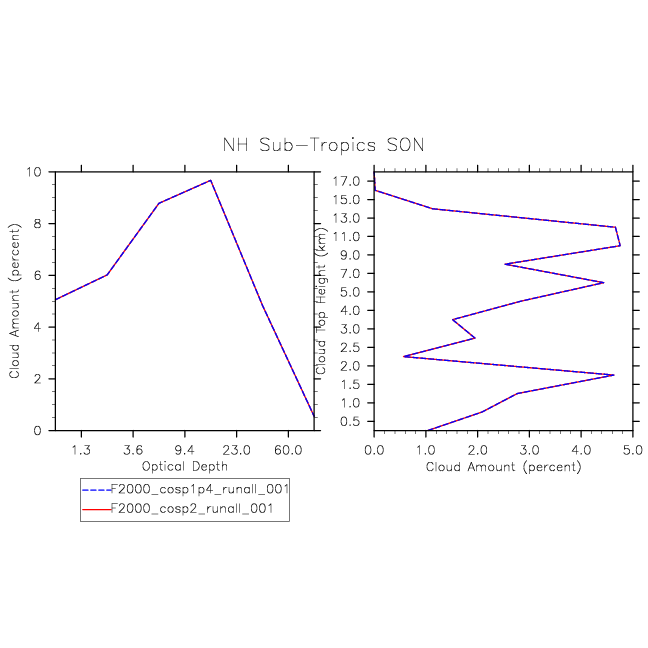 NH Sub-Tropics SON
Cloud Amount (percent)
10
8
6
4
2
0
1.3 3.6 9.4 23.0 60.0
Optical Depth
Cloud Top Height (km)
17.0
15.0
13.0
11.0
9.0
7.0
5.0
4.0
3.0
2.5
2.0
1.5
1.0
0.5
0.0 1.0 2.0 3.0 4.0 5.0
Cloud Amount (percent)
F2000_cosp1p4_runall_001
F2000_cosp2_runall_001